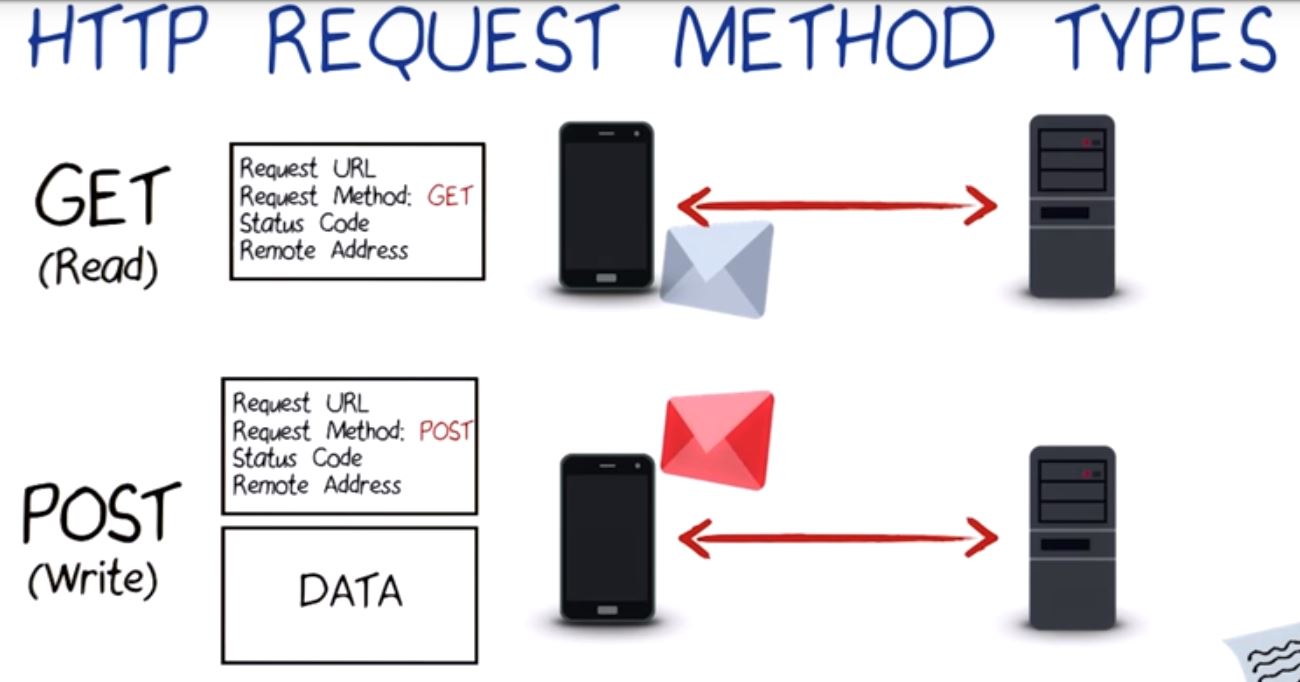 HTTP REQUEST METHOD TYPES
GET
(Read)
Request URL
Request Method: GET
Status Code
Remote Address
POST
(Write)
Request URL
Request Method: POST
Status Code
Remote Address
DATA